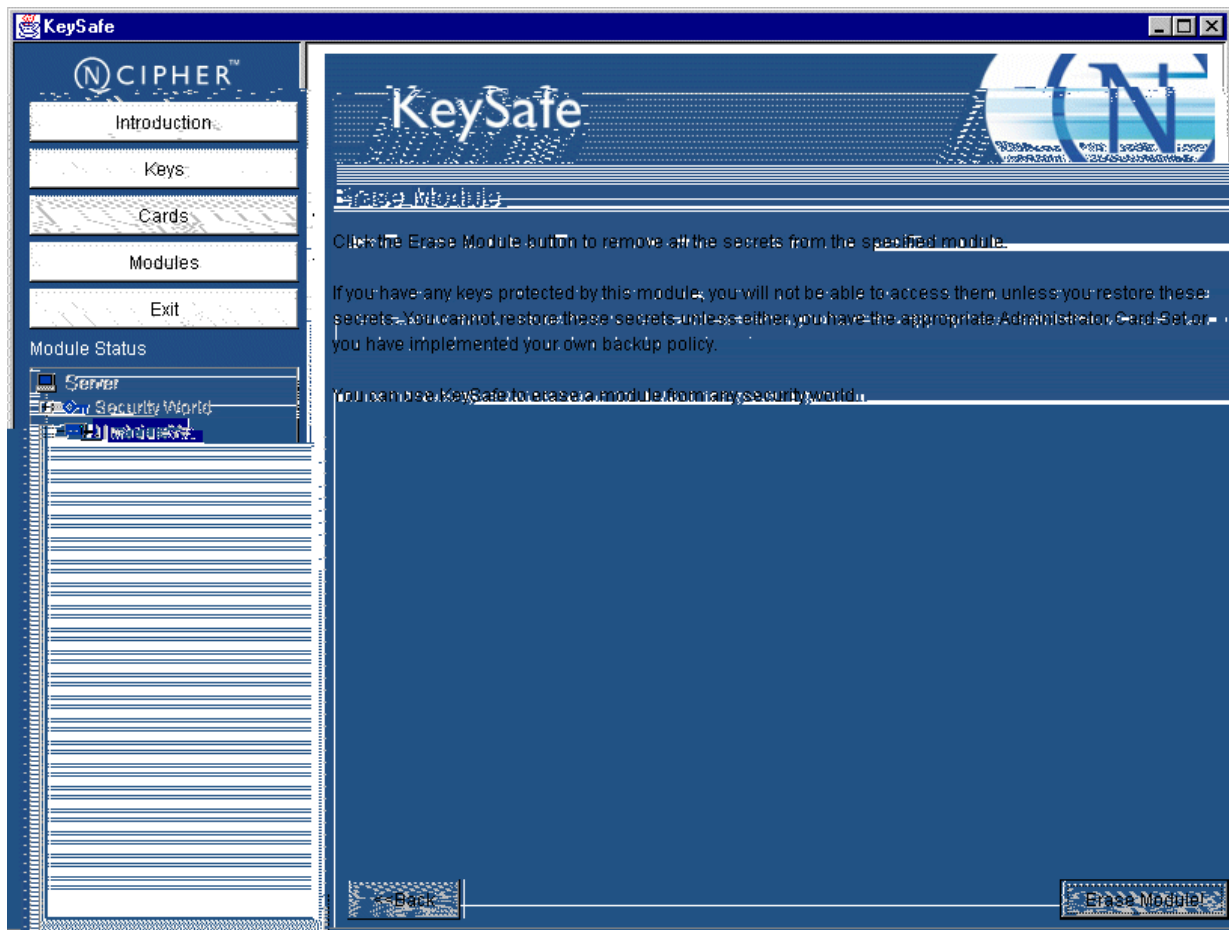 KeySafe
NCIPHER™
Introduction
Keys
Cards
Modules
Exit
Module Status
Server
Security World
KeySafe
Erase Module
Click the Erase Module button to remove all the secrets from the specified module.
If you have any keys protected by this module, you will not be able to access them unless you restore these
secrets. You cannot restore these secrets unless either you have the appropriate Administrator Card Set or
you have implemented your own backup policy.
You can use KeySafe to erase a module from any security world.
Back
Erase Module!